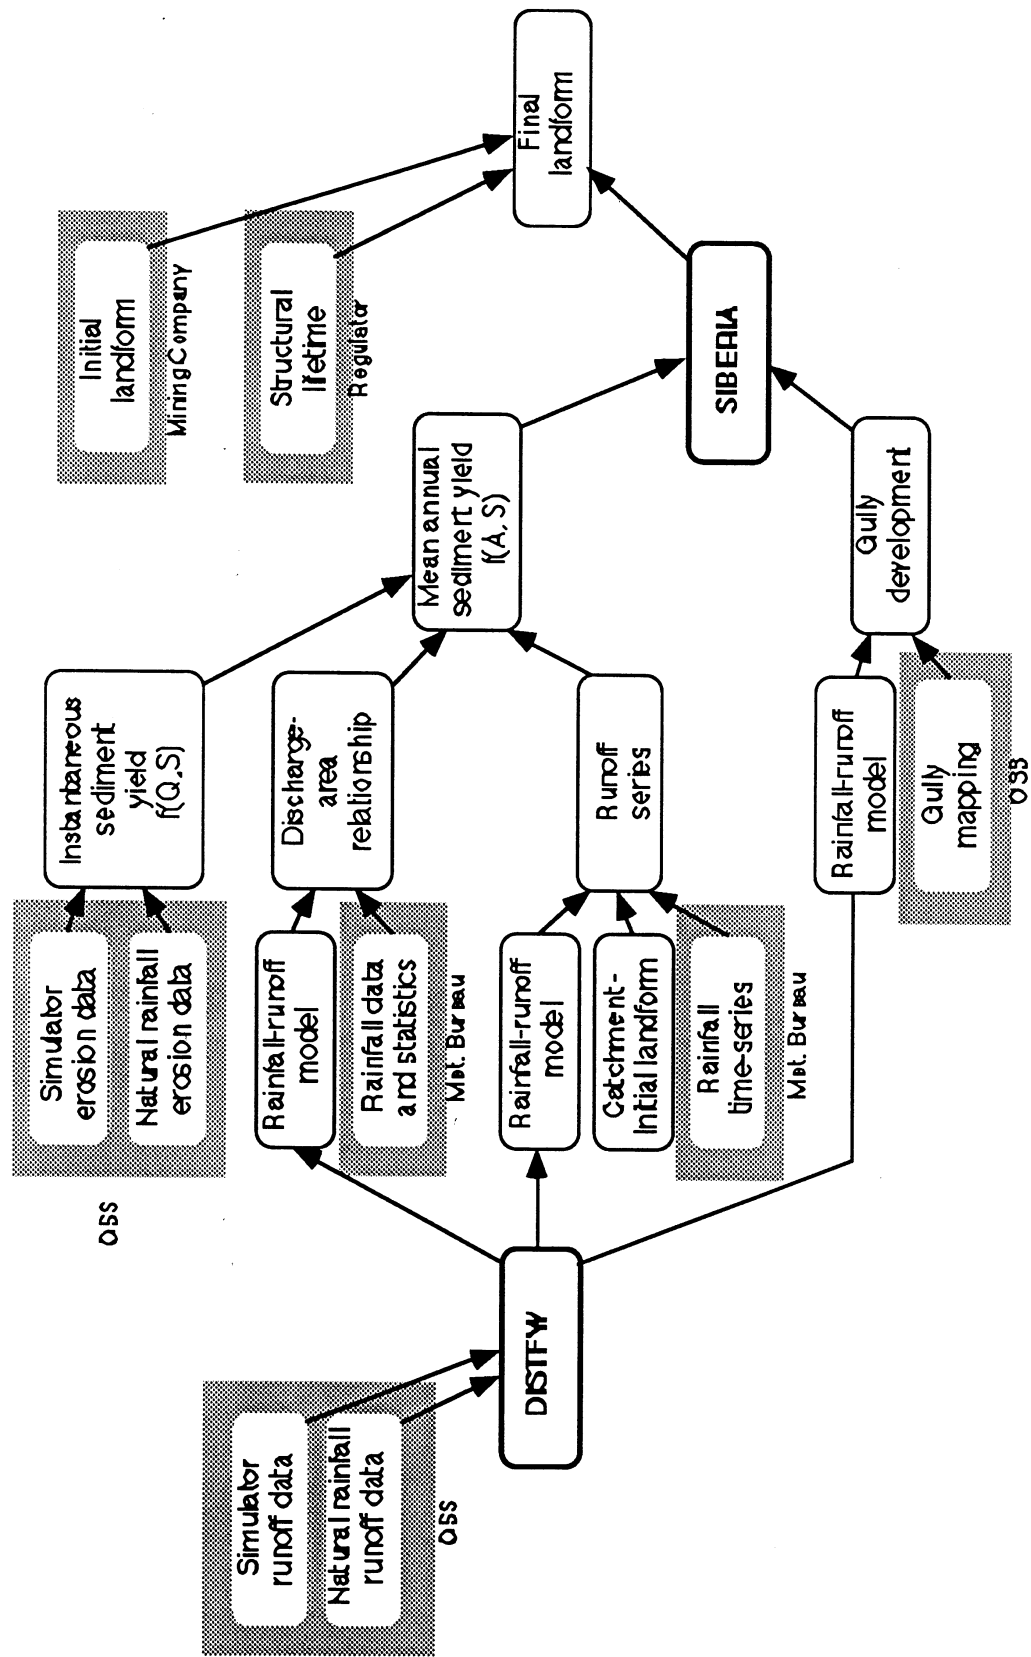 Simulator
runoff data
Natural rainfall
runoff data
OSS
DISTFW
OSS
Simulator
erosion data
Natural rainfall
erosion data
Rainfall-runoff
model
Rainfall data
and statistics
Met. Bureau
Rainfall-runoff
model
Catchment-
Initial landform
Rainfall
time-series
Met. Bureau
Instantaneous
sediment
yield
f(Q,S)
Discharge-
area
relationship
Runoff
series
Rainfall-runoff
model
Gully
mapping
OSS
Mean annual
sediment yield
f(A,S)
Gully
development
Initial
landform
Mining Company
Structural
lifetime
Regulator
SIBERIA
Final
landform